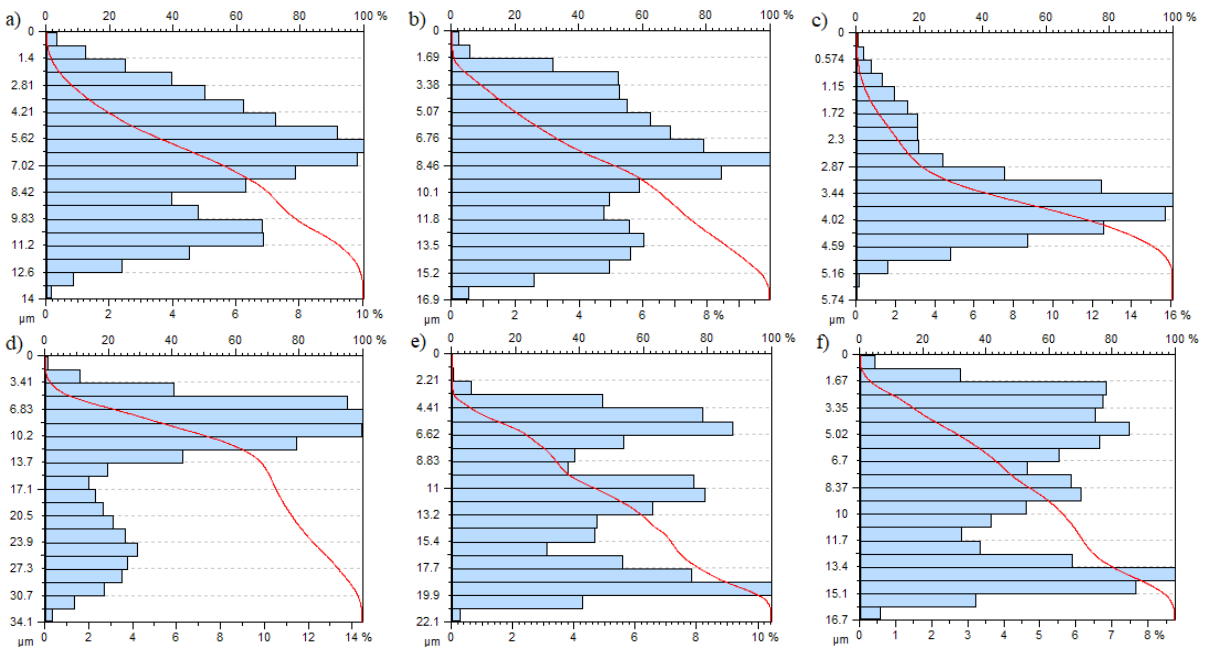 a)
0 20 40 60 80 100 %
0
1.4
2.81
4.21
5.62
7.02
8.42
9.83
11.2
12.6
14
µm
0 2 4 6 8 10 %
b)
0 20 40 60 80 100 %
0
1.69
3.38
5.07
6.76
8.46
10.1
11.8
13.5
15.2
16.9
µm
0 2 4 6 8 %
c)
0 20 40 60 80 100 %
0
0.574
1.15
1.72
2.3
2.87
3.44
4.02
4.59
5.16
5.74
µm
0 2 4 6 8 10 12 14 16 %
d)
0 20 40 60 80 100 %
0
3.41
6.83
10.2
13.7
17.1
20.5
23.9
27.3
30.7
34.1
µm
0 2 4 6 8 10 12 14 %
e)
0 20 40 60 80 100 %
0
2.21
4.41
6.62
8.83
11
13.2
15.4
17.7
19.9
22.1
µm
0 2 4 6 8 10 %
f)
0 20 40 60 80 100 %
0
1.67
3.35
5.02
6.7
8.37
10
11.7
13.4
15.1
16.7
µm
0 1 2 3 4 5 6 7 8 %